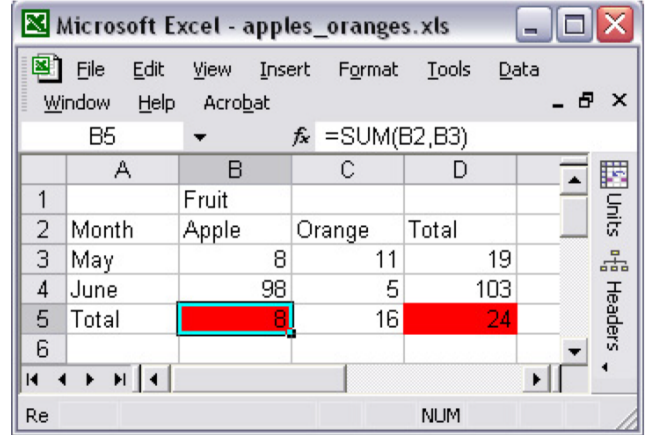 Microsoft Excel - apples_oranges.xls
File Edit View Insert Format Tools Data
Window Help Acrobat
B5 fx =SUM(B2,B3)
A B C D
1 Fruit
2 Month Apple Orange Total
3 May 8 11 19
4 June 98 5 103
5 Total 8 16 24
6
Units
Headers
Re NUM